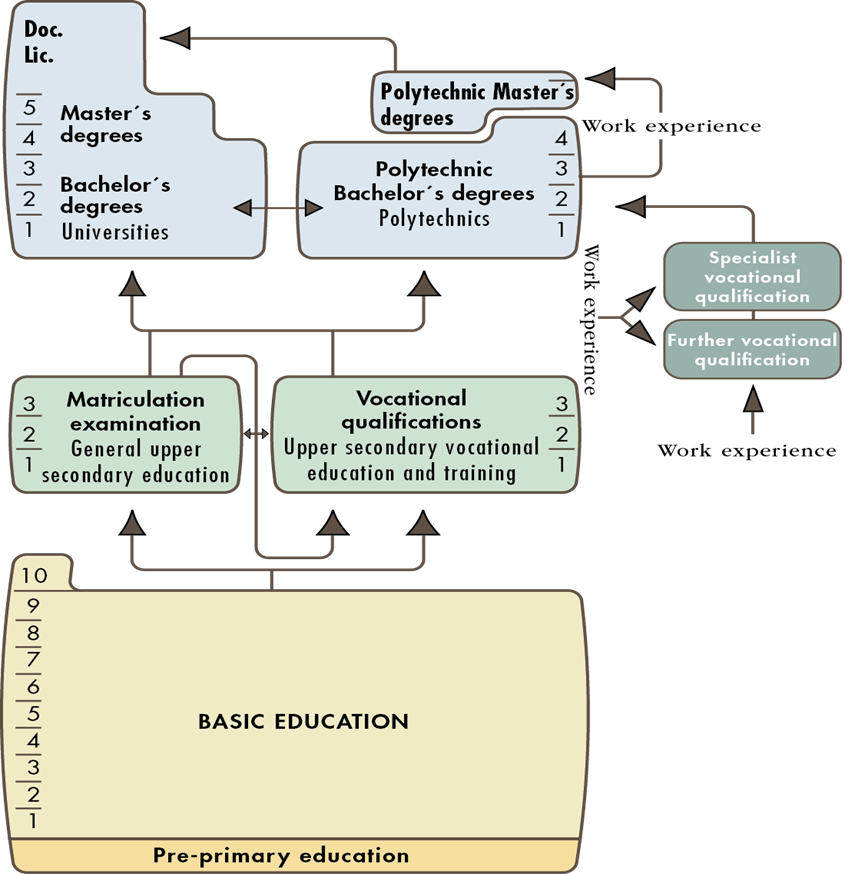 Doc.
Lic.
5
4
3
2
1
Master´s
degrees
Bachelor´s
degrees
Universities
Polytechnic Master´s
degrees
Work experience
Polytechnic
Bachelor´s degrees
Polytechnics
4
3
2
1
Specialist
vocational
qualification
Further vocational
qualification
Work experience
Work experience
3
2
1
Matriculation
examination
General upper
secondary education
Vocational
qualifications
Upper secondary vocational
education and training
3
2
1
10
9
8
7
6
5
4
3
2
1
BASIC EDUCATION
Pre-primary education